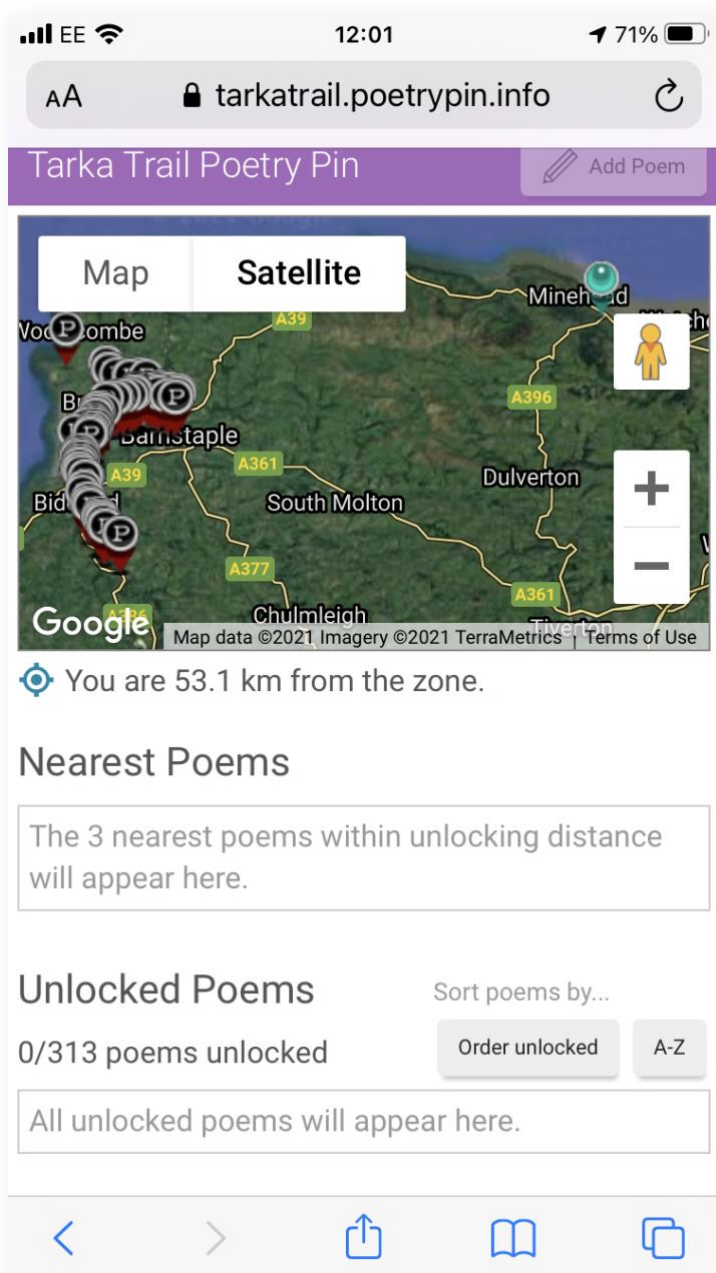 EE 12:01 71%
AA tarkatrail.poetrypin.info
Tarka Trail Poetry Pin Add Poem
Map Satellite
A39
A396
Barnstaple
A39
A361
Dulverton
South Molton
A377
A361
Chulmleigh
Tiverton
Google
Map data ©2021 Imagery ©2021 TerraMetrics Terms of Use
You are 53.1 km from the zone.
Nearest Poems
The 3 nearest poems within unlocking distance
will appear here.
Unlocked Poems
Sort poems by...
0/313 poems unlocked
Order unlocked A-Z
All unlocked poems will appear here.